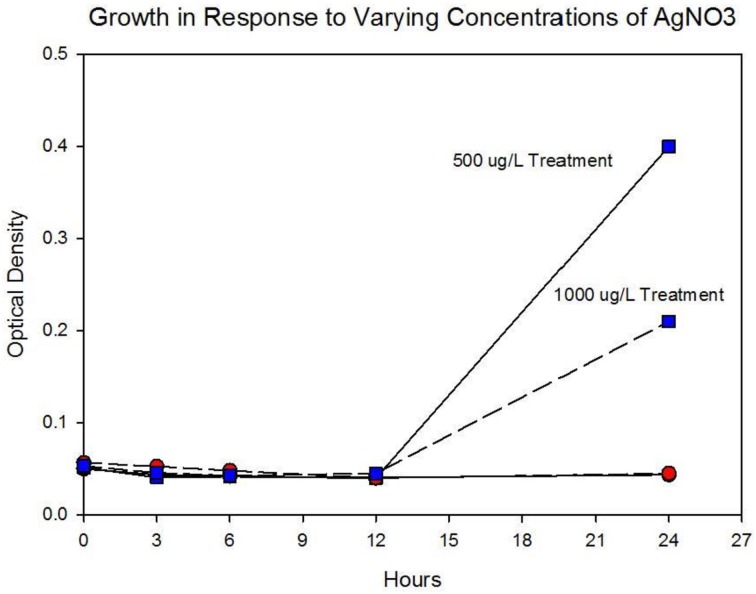 Growth in Response to Varying Concentrations of AgNO3
0.5
0.4
0.3
0.2
0.1
0.0
Optical Density
500 ug/L Treatment
1000 ug/L Treatment
0 3 6 9 12 15 18 21 24 27
Hours